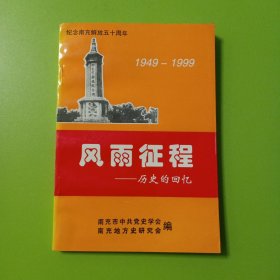 纪念南充解放五十周年
1949－1999
风雨征程
——历史的回忆
南充市中共党史学会
南充地方史研究会
编